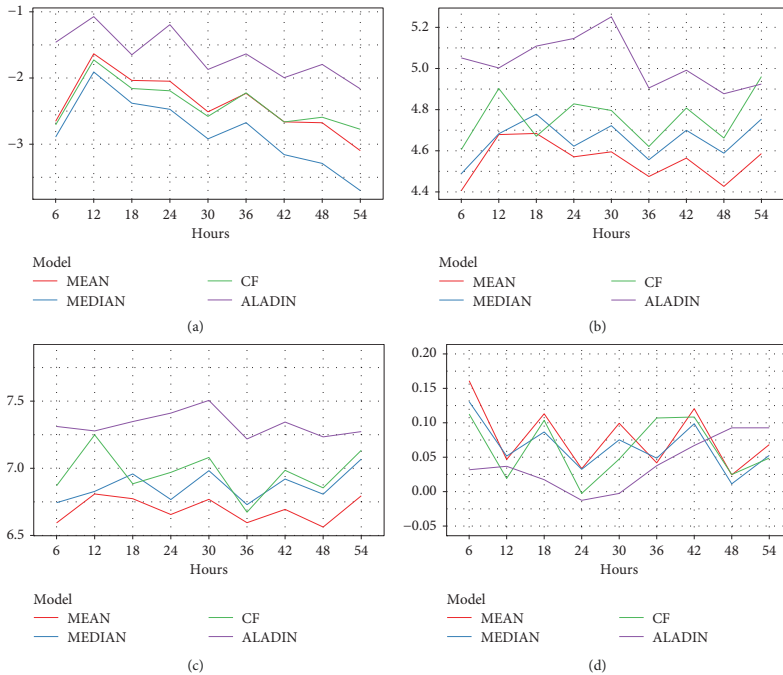 −1
−2
−3
6 12 18 24 30 36 42 48 54
Hours
Model
MEAN CF
MEDIAN ALADIN
(a)
5.2
5.0
4.8
4.6
4.4
6 12 18 24 30 36 42 48 54
Hours
Model
MEAN CF
MEDIAN ALADIN
(b)
7.5
7.0
6.5
6 12 18 24 30 36 42 48 54
Hours
Model
MEAN CF
MEDIAN ALADIN
(c)
0.20
0.15
0.10
0.05
0.00
−0.05
6 12 18 24 30 36 42 48 54
Hours
Model
MEAN CF
MEDIAN ALADIN
(d)